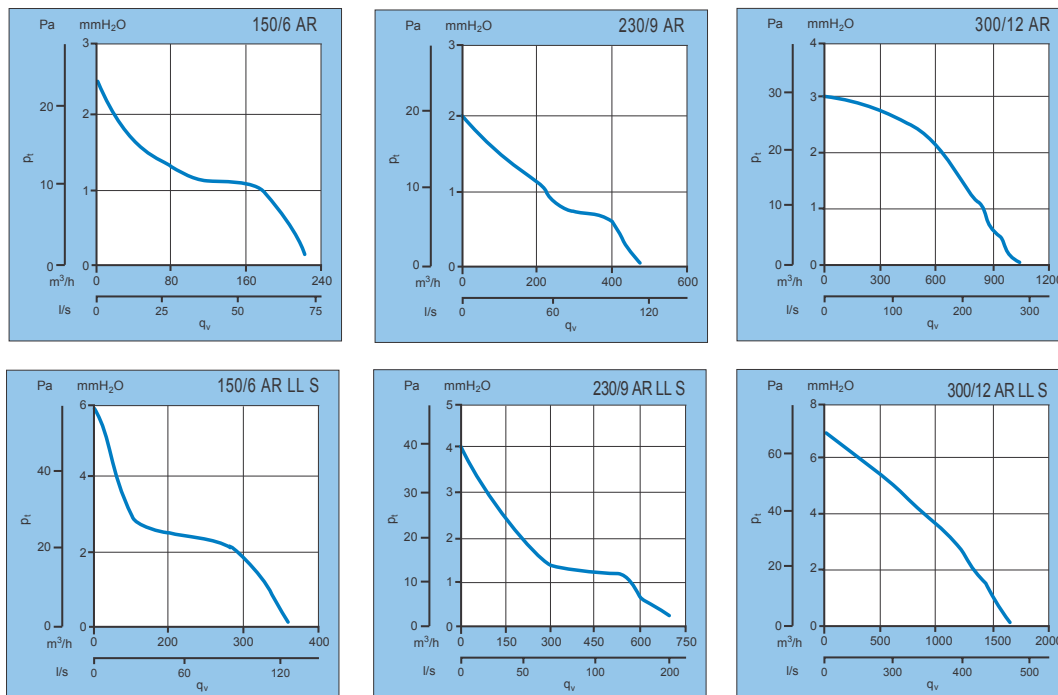 Pa mmH2O 150/6 AR
3
20
2
pt
10
1
0 0
m3/h 0 80 160 240
l/s 0 25 50 75
qv
Pa mmH2O 230/9 AR
3
20
2
pt
10
1
0 0
m3/h 0 200 400 600
l/s 0 60 120
qv
Pa mmH2O 300/12 AR
4
30
3
pt
20
2
10
1
0 0
m3/h 0 300 600 900 1200
l/s 0 100 200 300
qv
Pa mmH2O 150/6 AR LL S
6
40
4
pt
20
2
0 0
m3/h 0 200 300 400
l/s 0 60 120
qv
Pa mmH2O 230/9 AR LL S
5
40
4
30
3
pt
20
2
10
1
0 0
m3/h 0 150 300 450 600 750
l/s 0 50 100 150 200
qv
Pa mmH2O 300/12 AR LL S
8
60
6
pt
40
4
20
2
0 0
m3/h 0 500 1000 1500 2000
l/s 0 300 400 500
qv